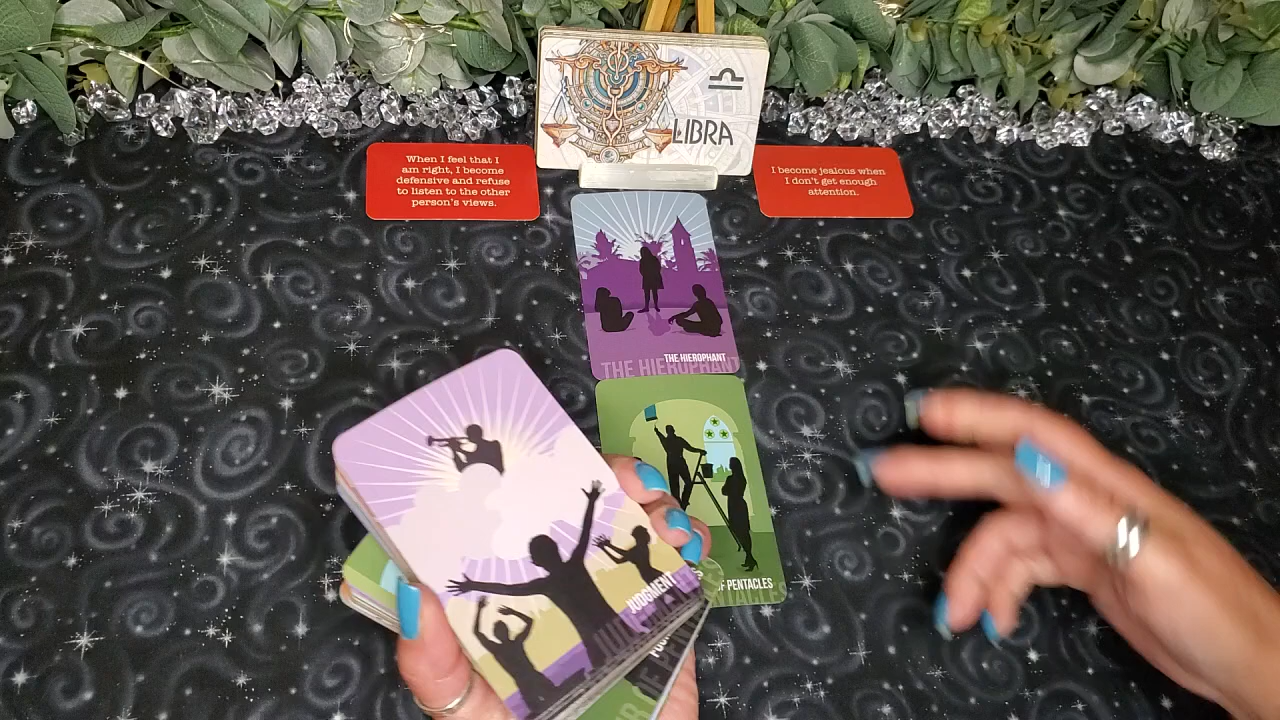 LIBRA
When I feel that I
am right, I become
defensive and refuse
to listen to the other
person's views.
I become jealous when
I don't get enough
attention.
THE HIEROPHANT
THE HIEROPHANT
OF PENTACLES
JUDGMENT